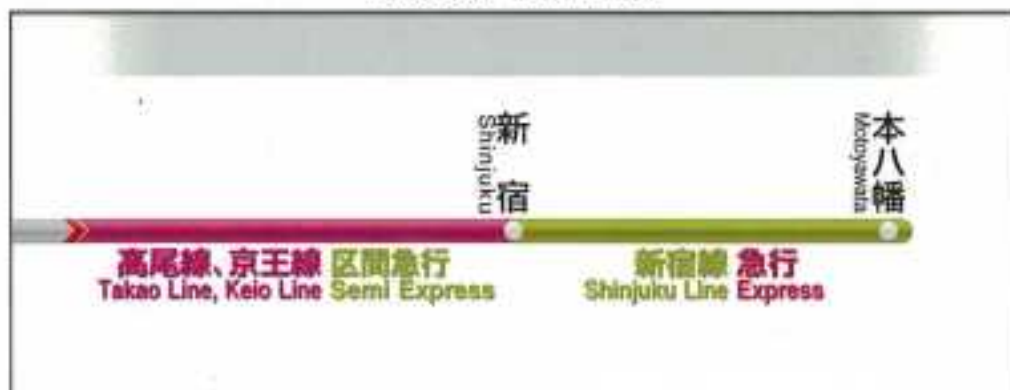 新宿
Shinjuku
本八幡
Motoyawata
高尾線、京王線 区間急行
Takao Line, Keio Line Semi Express
新宿線 急行
Shinjuku Line Express